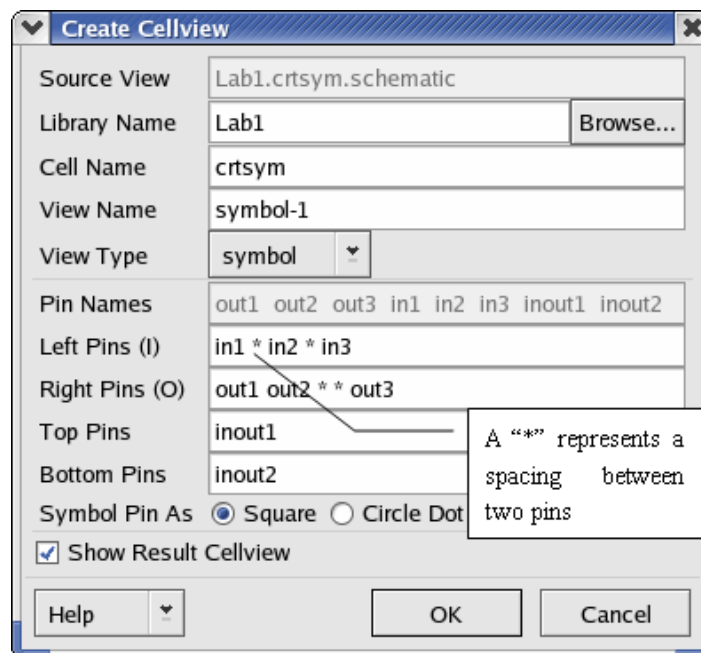 Create Cellview
Source View Lab1.crtsym.schematic
Library Name Lab1 Browse...
Cell Name crtsym
View Name symbol-1
View Type symbol
Pin Names out1 out2 out3 in1 in2 in3 inout1 inout2
Left Pins (I) in1 * in2 * in3
Right Pins (O) out1 out2 * * out3
Top Pins inout1
Bottom Pins inout2
A “*” represents a
spacing between
two pins
Symbol Pin As Square Circle Dot
Show Result Cellview
Help OK Cancel